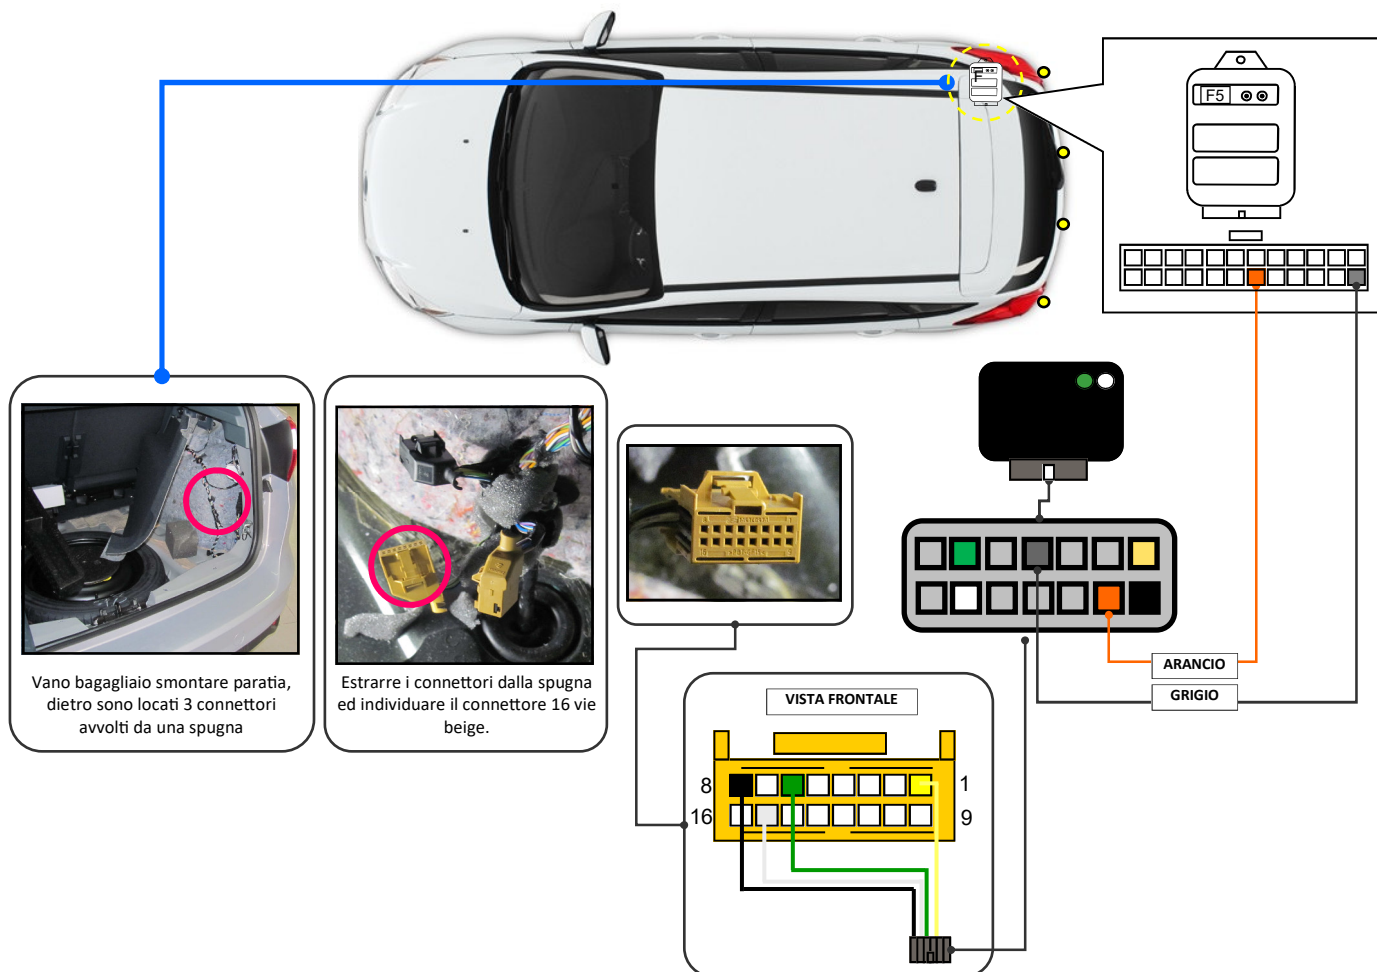 F
F5
Vano bagagliaio smontare paratia,
dietro sono locati 3 connettori
avvolti da una spugna
Estrarre i connettori dalla spugna
ed individuare il connettore 16 vie
beige.
ARANCIO
GRIGIO
VISTA FRONTALE
8
1
16
9